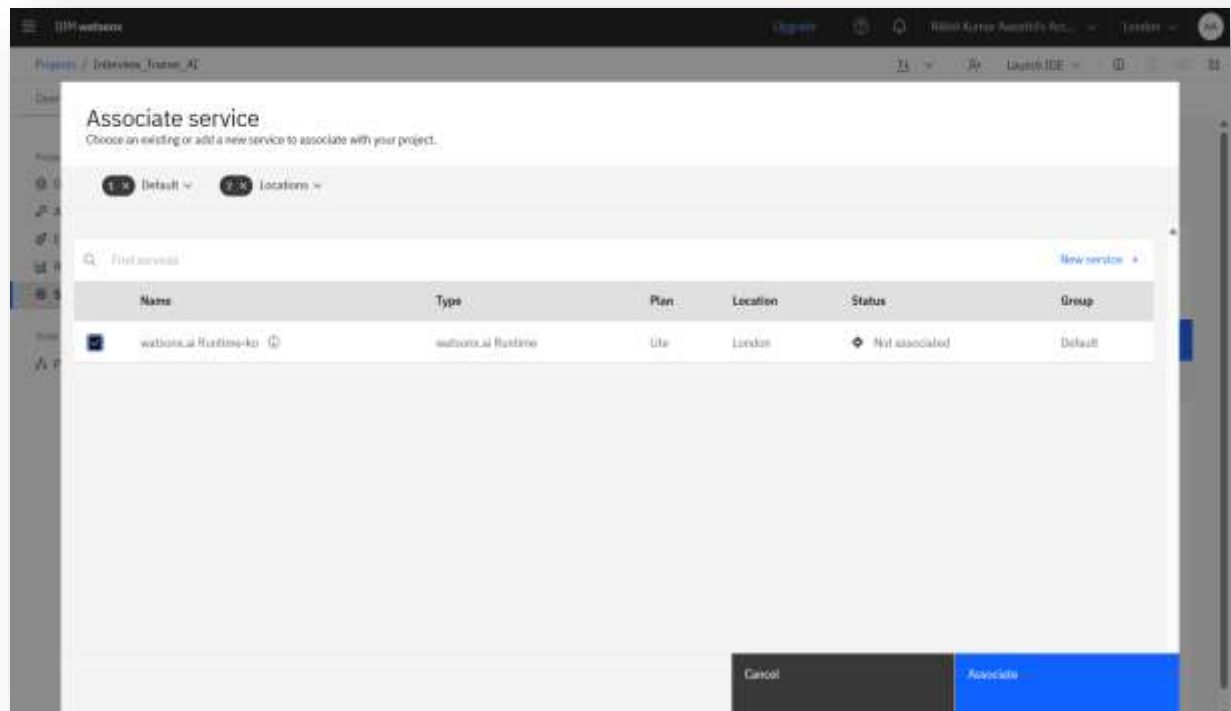 IBM watsonx
Upgrade
London
Projects / Interview_Trainer_AI
Launch IDE
Associate service
Choose an existing or add a new service to associate with your project.
1 × Default
2 × Locations
Find services
New service +
Name Type Plan Location Status Group
watsonx.ai Runtime-ko watsonx.ai Runtime Lite London Not associated Default
Cancel
Associate